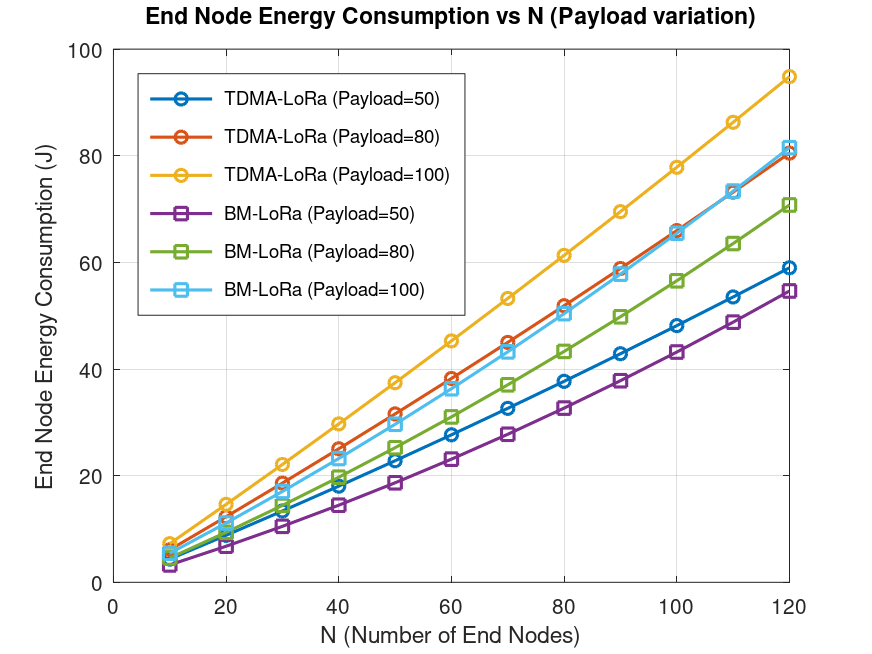 End Node Energy Consumption vs N (Payload variation)
End Node Energy Consumption (J)
100
80
60
40
20
0
TDMA-LoRa (Payload=50)
TDMA-LoRa (Payload=80)
TDMA-LoRa (Payload=100)
BM-LoRa (Payload=50)
BM-LoRa (Payload=80)
BM-LoRa (Payload=100)
0 20 40 60 80 100 120
N (Number of End Nodes)